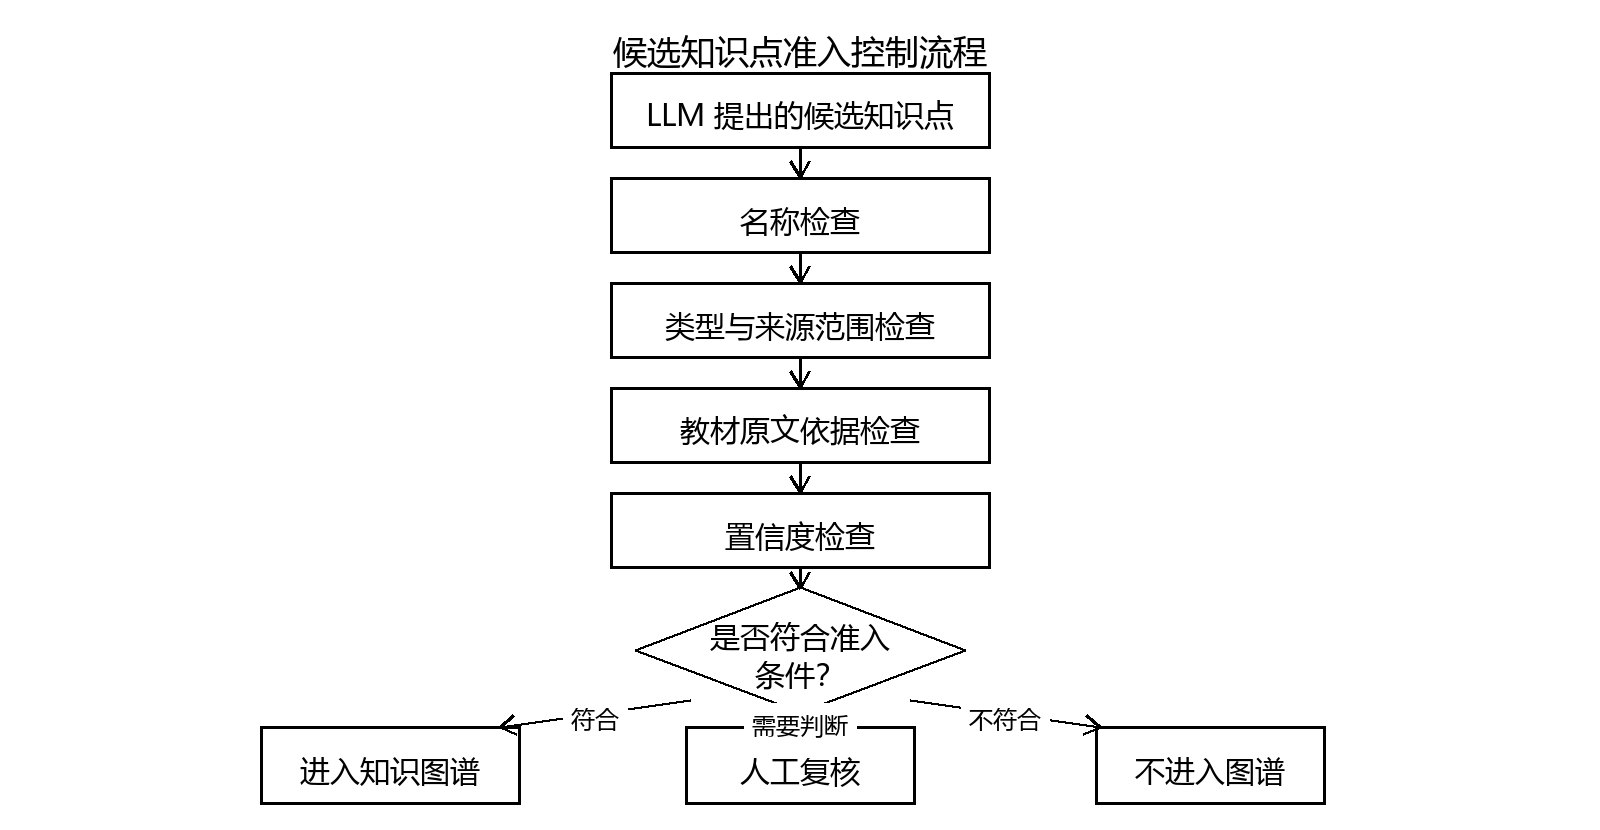 候选知识点准入控制流程
LLM 提出的候选知识点
名称检查
类型与来源范围检查
教材原文依据检查
置信度检查
是否符合准入
条件？
符合
需要判断
不符合
进入知识图谱
人工复核
不进入图谱